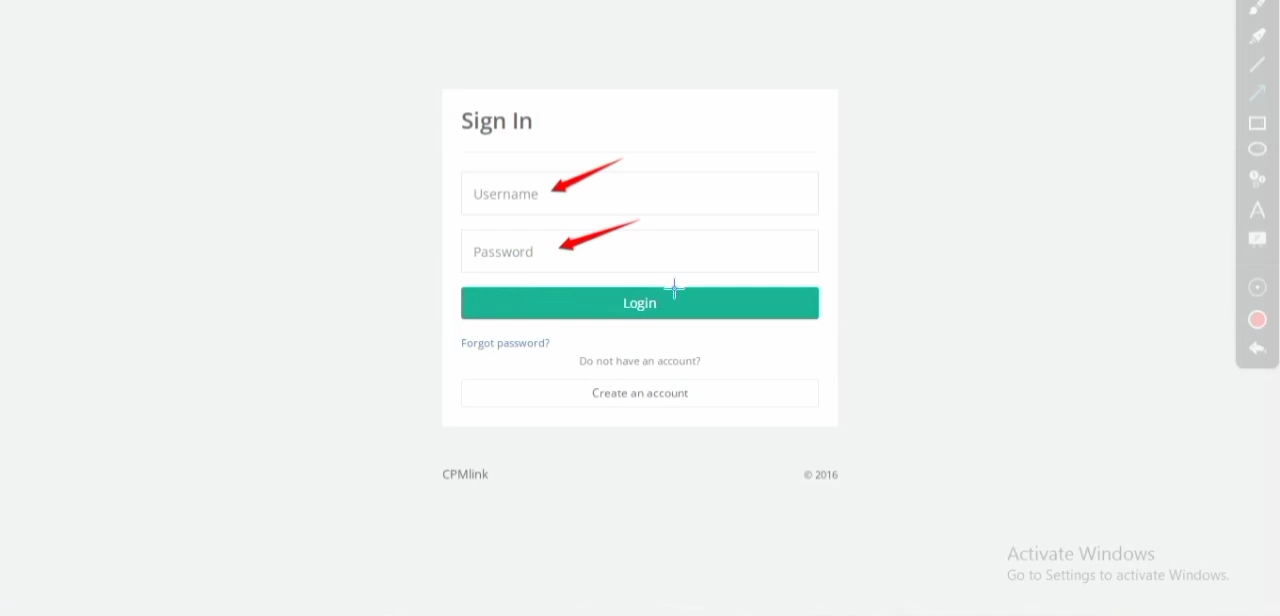 Sign In
Username
Password
Login
Forgot password?
Do not have an account?
Create an account
CPMlink
© 2016
Activate Windows
Go to Settings to activate Windows.